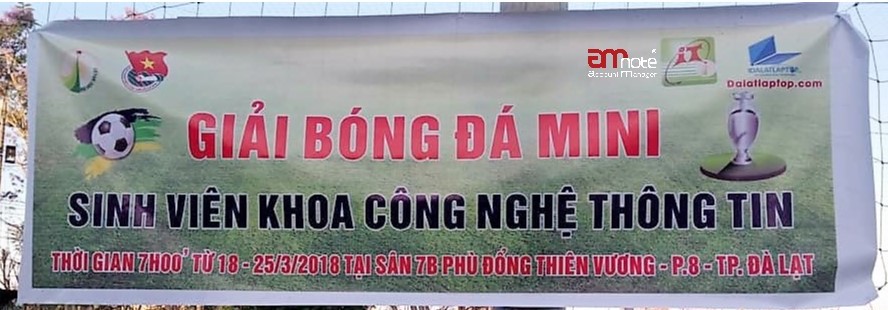 amnoté
account manager
iT
DALATLAPTOP
Dalatlaptop.com
GIẢI BÓNG ĐÁ MINI
SINH VIÊN KHOA CÔNG NGHỆ THÔNG TIN
THỜI GIAN 7H00' TỪ 18 - 25/3/2018 TẠI SÂN 7B PHÙ ĐỔNG THIÊN VƯƠNG - P.8 - TP. ĐÀ LẠT